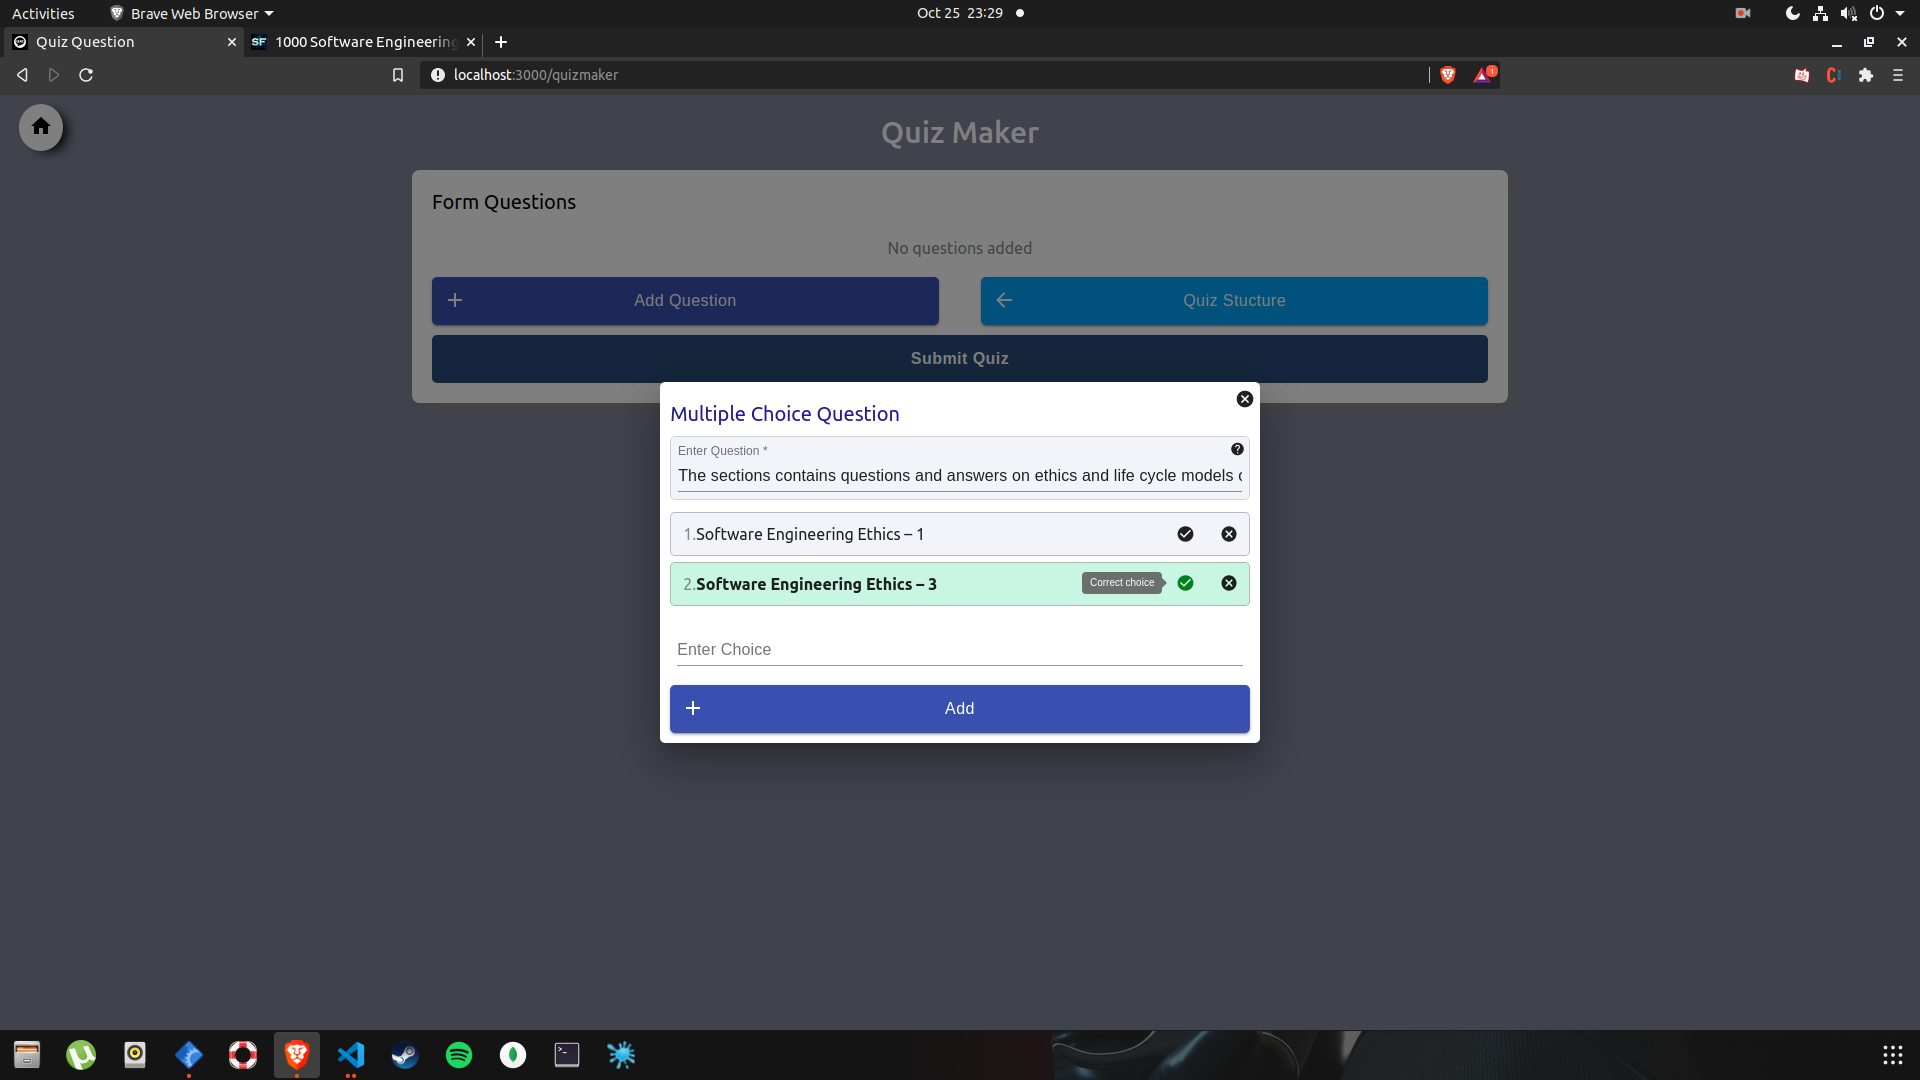 Activities
Brave Web Browser
Oct 25 23:29
Quiz Question
SF 1000 Software Engineering
localhost:3000/quizmaker
1
Quiz Maker
Form Questions
No questions added
Add Question
Quiz Stucture
Submit Quiz
Multiple Choice Question
Enter Question *
The sections contains questions and answers on ethics and life cycle models
1.Software Engineering Ethics – 1
2.Software Engineering Ethics – 3
Correct choice
Enter Choice
Add